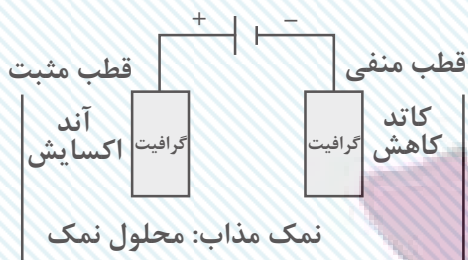 + −
قطب منفی
قطب مثبت
کاتد
کاهش
گرافیت
گرافیت
آند
اکسایش
نمک مذاب: محلول نمک